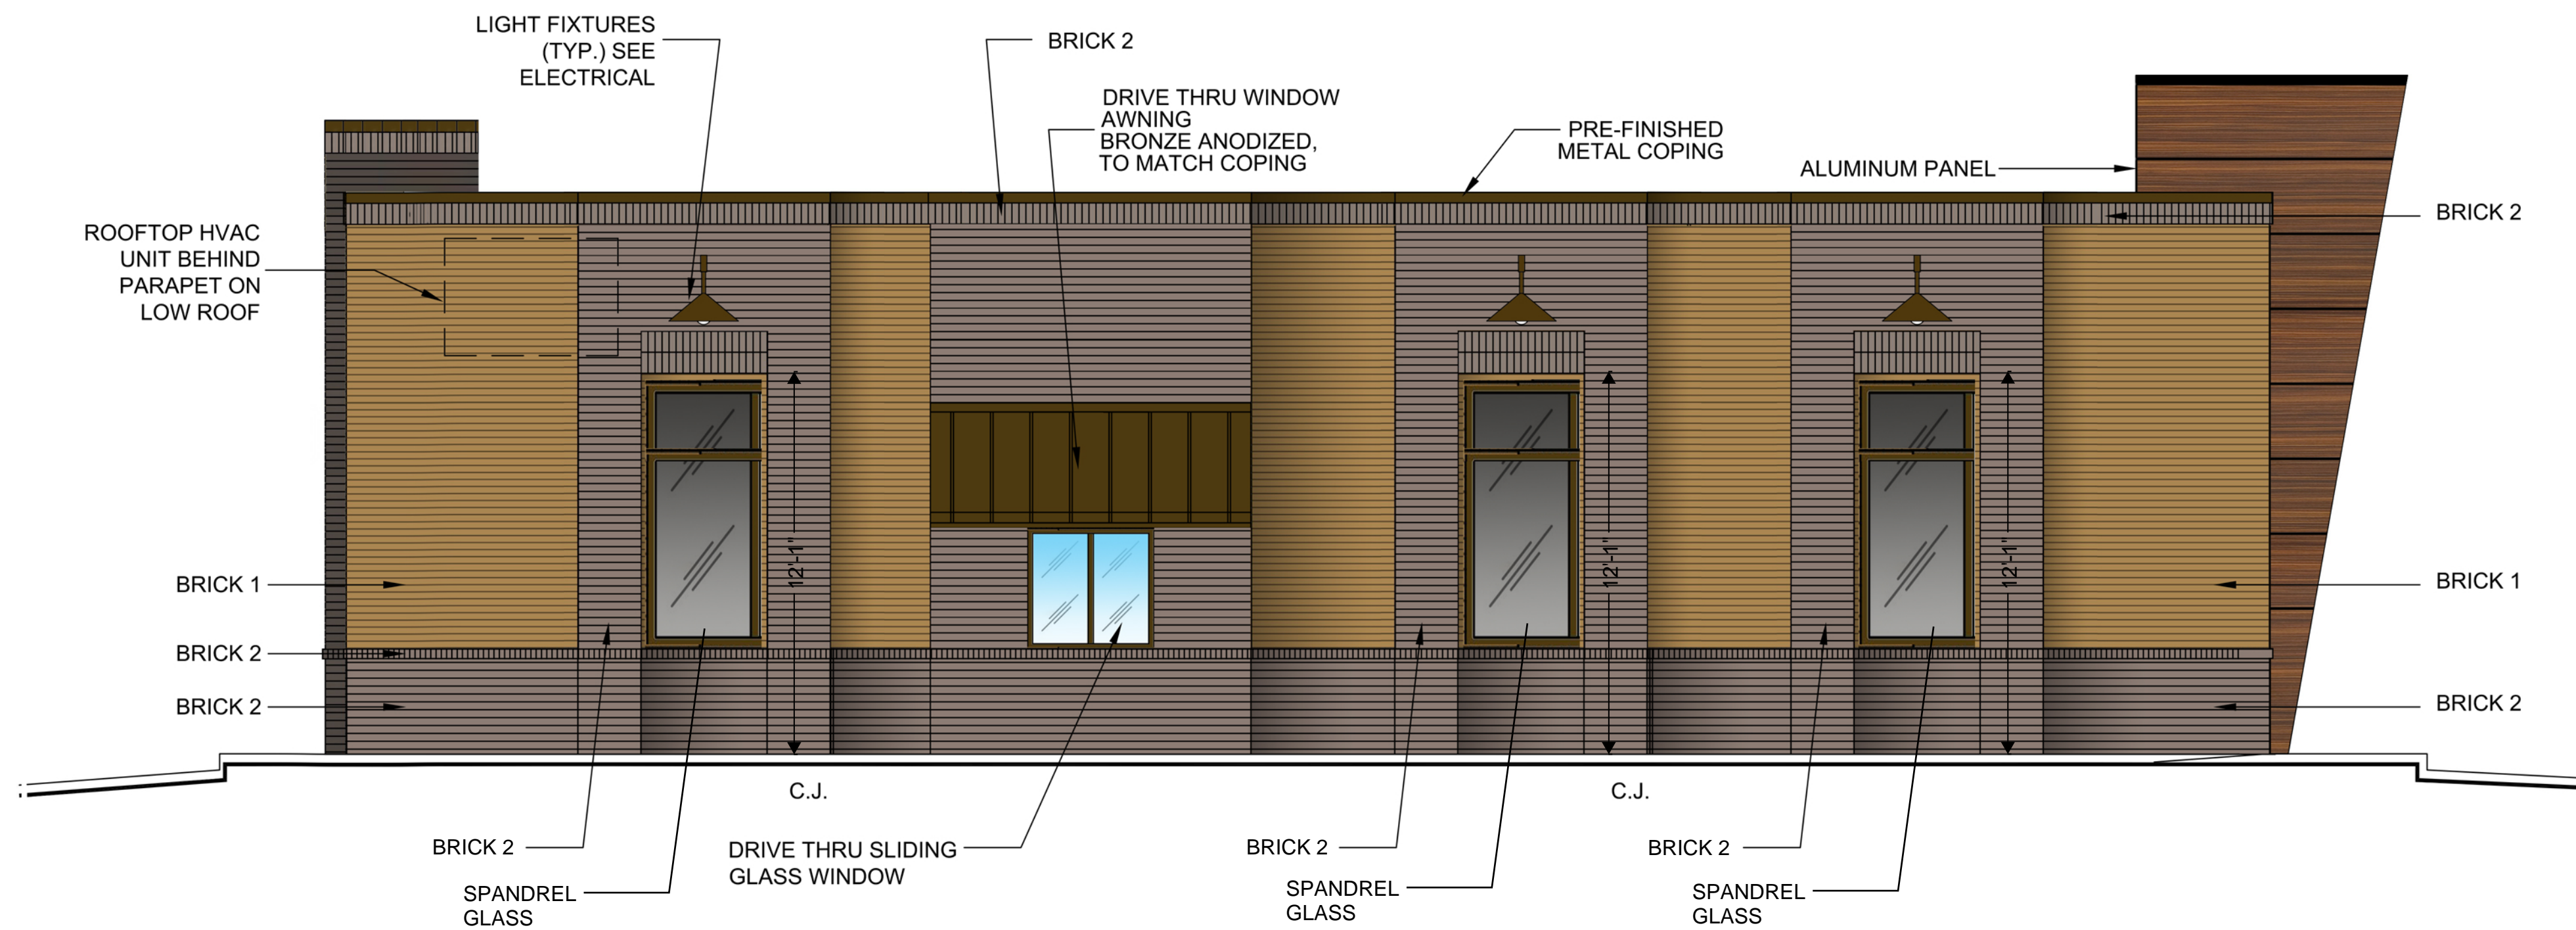 LIGHT FIXTURES
(TYP.) SEE
ELECTRICAL
BRICK 2
DRIVE THRU WINDOW
AWNING
BRONZE ANODIZED,
TO MATCH COPING
PRE-FINISHED
METAL COPING
ALUMINUM PANEL
BRICK 2
ROOFTOP HVAC
UNIT BEHIND
PARAPET ON
LOW ROOF
12'-1"
12'-1"
12'-1"
BRICK 1
BRICK 1
BRICK 2
BRICK 2
BRICK 2
C.J.
C.J.
BRICK 2
DRIVE THRU SLIDING
GLASS WINDOW
BRICK 2
BRICK 2
SPANDREL
GLASS
SPANDREL
GLASS
SPANDREL
GLASS